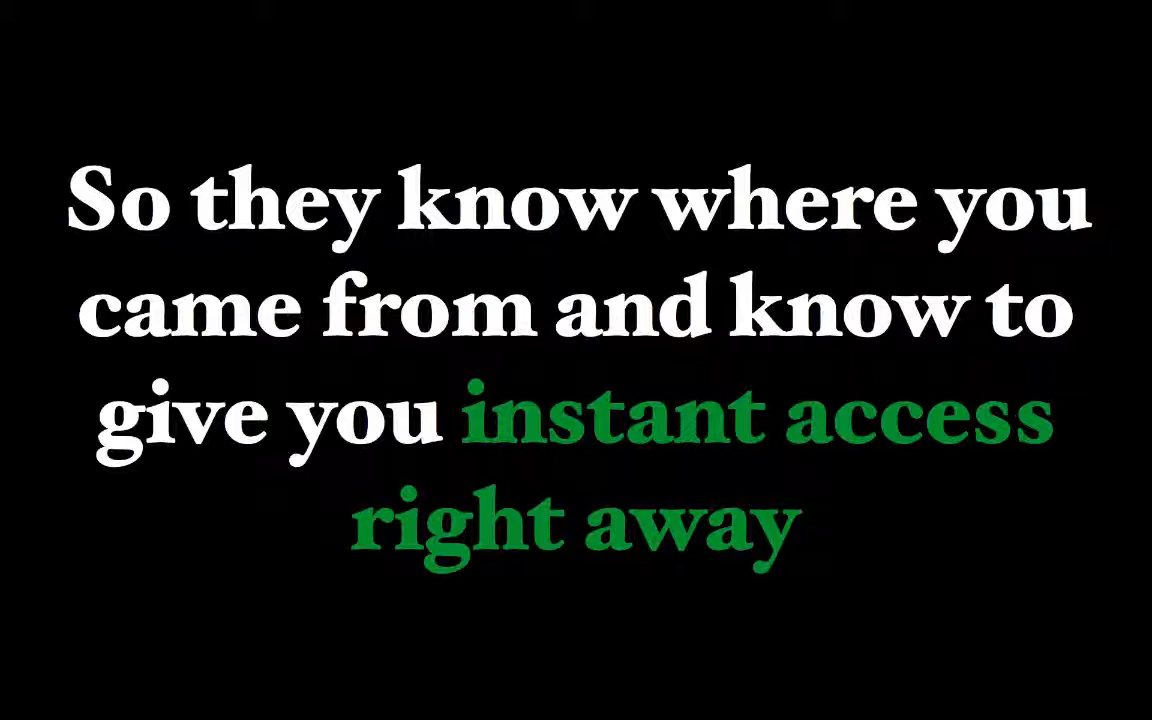 So they know where you
came from and know to
give you instant access
right away